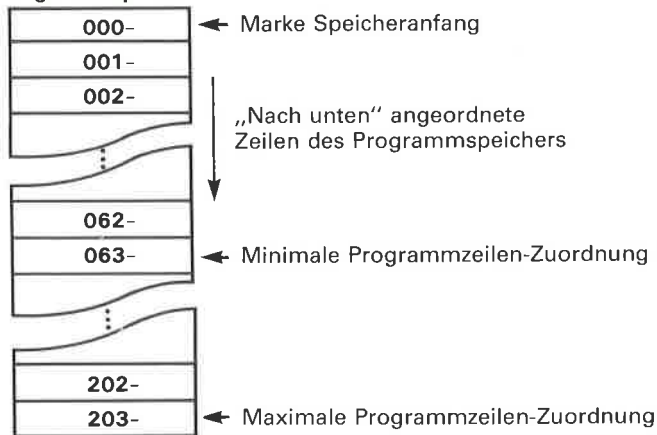 000- Marke Speicheranfang
001-
002-
„Nach unten“ angeordnete
Zeilen des Programmspeichers
062-
063- Minimale Programmzeilen-Zuordnung
202-
203- Maximale Programmzeilen-Zuordnung